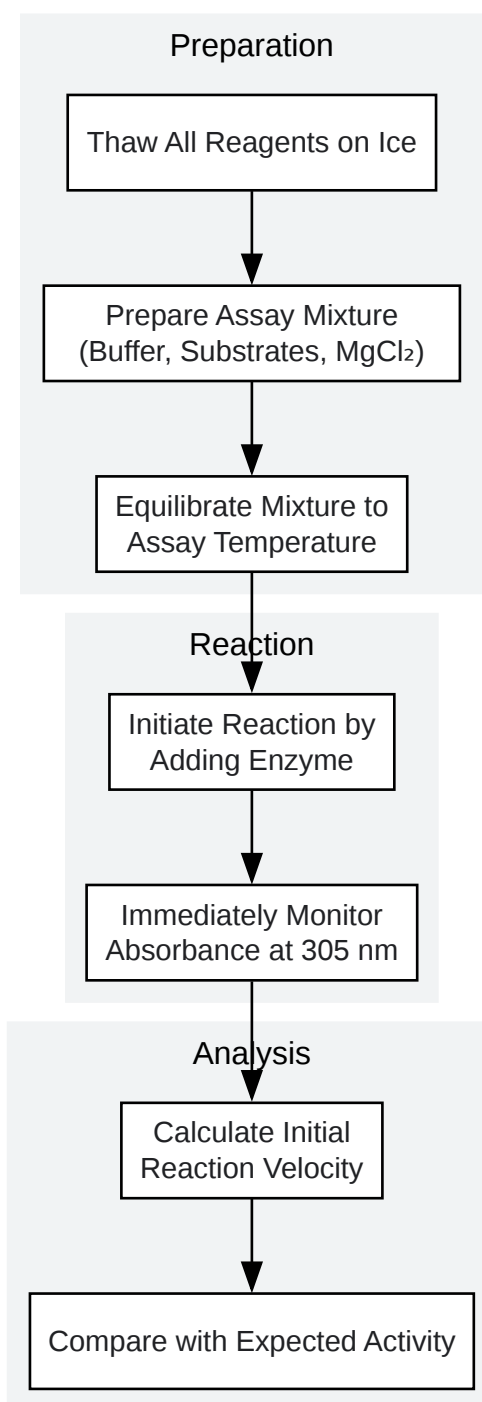 Preparation
Thaw All Reagents on Ice
Prepare Assay Mixture
(Buffer, Substrates, MgCl₂)
Equilibrate Mixture to
Assay Temperature
Reaction
Initiate Reaction by
Adding Enzyme
Immediately Monitor
Absorbance at 305 nm
Analysis
Calculate Initial
Reaction Velocity
Compare with Expected Activity